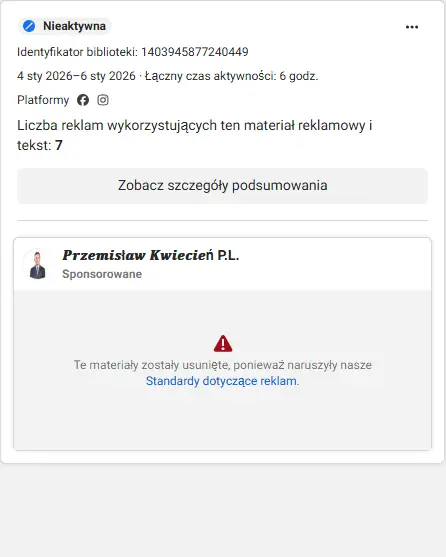 Nieaktywna
Identyfikator biblioteki: 1403945877240449
4 sty 2026–6 sty 2026 · Łączny czas aktywności: 6 godz.
Platformy
Liczba reklam wykorzystujących ten materiał reklamowy i
tekst: 7
Zobacz szczegóły podsumowania
𝑷𝒓𝒛𝒆𝒎𝒊𝒔ł𝒂𝒘 𝑲𝒘𝒊𝒆𝒄𝒊𝒆ń P.L.
Sponsorowane
Te materiały zostały usunięte, ponieważ naruszyły nasze
Standardy dotyczące reklam.